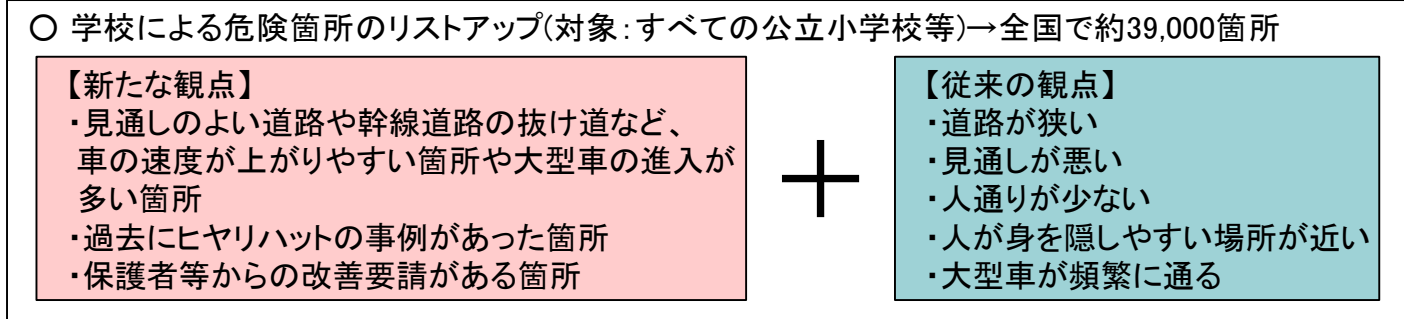 〇 学校による危険箇所のリストアップ(対象:すべての公立小学校等)→全国で約39,000箇所
【新たな観点】
・見通しのよい道路や幹線道路の抜け道など、
車の速度が上がりやすい箇所や大型車の進入が
多い箇所
・過去にヒヤリハットの事例があった箇所
・保護者等からの改善要請がある箇所
+
【従来の観点】
・道路が狭い
・見通しが悪い
・人通りが少ない
・人が身を隠しやすい場所が近い
・大型車が頻繁に通る